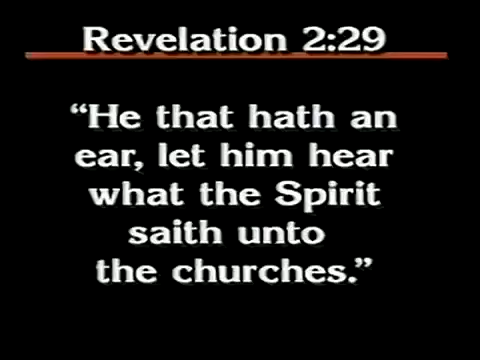 Revelation 2:29
“He that hath an
ear, let him hear
what the Spirit
saith unto
the churches.”